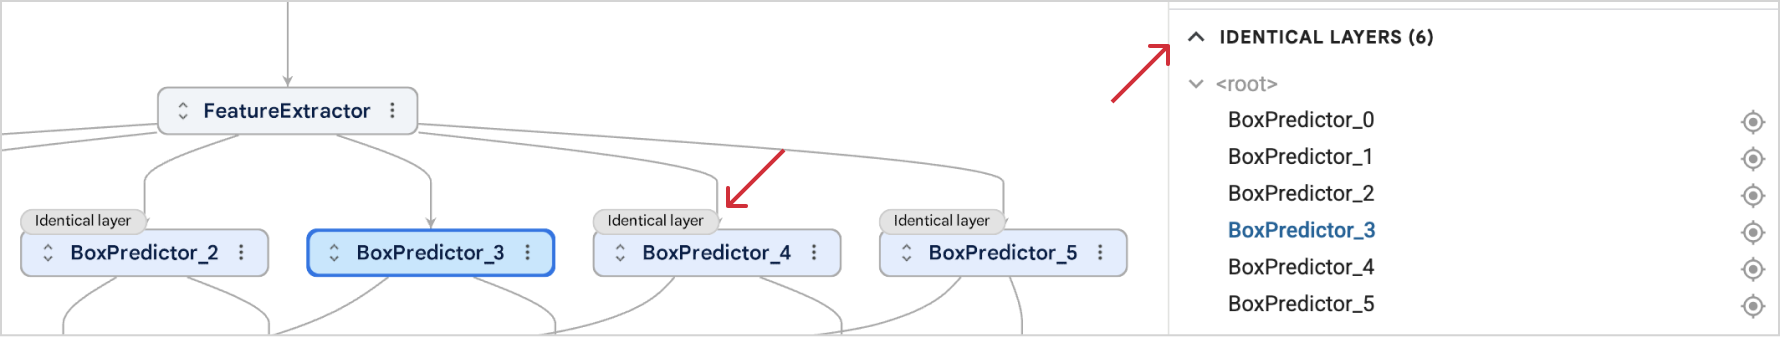 FeatureExtractor
Identical layer
BoxPredictor_2
BoxPredictor_3
Identical layer
BoxPredictor_4
Identical layer
BoxPredictor_5
IDENTICAL LAYERS (6)
<root>
BoxPredictor_0
BoxPredictor_1
BoxPredictor_2
BoxPredictor_3
BoxPredictor_4
BoxPredictor_5